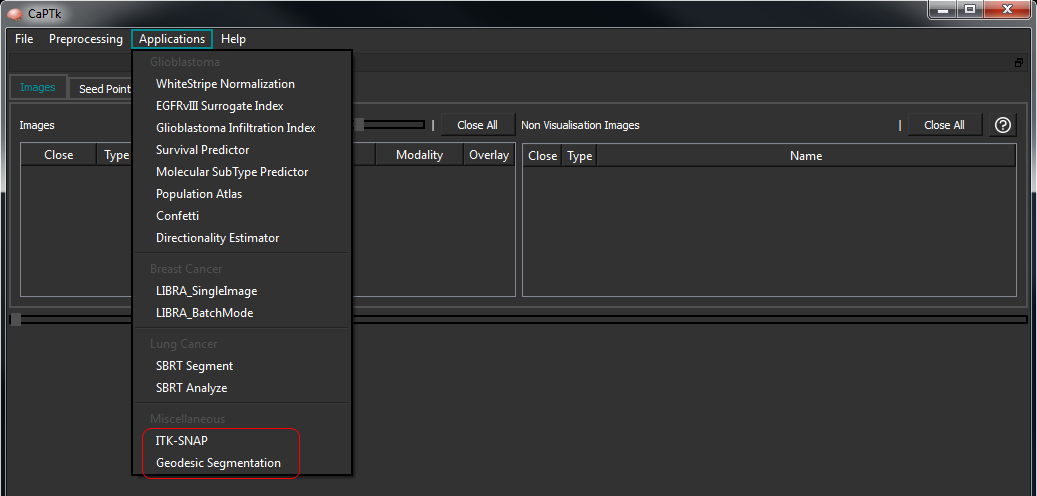 CaPTk
File Preprocessing Applications Help
Glioblastoma
WhiteStripe Normalization
EGFRvIII Surrogate Index
Glioblastoma Infiltration Index
Survival Predictor
Molecular SubType Predictor
Population Atlas
Confetti
Directionality Estimator
Breast Cancer
LIBRA_SingleImage
LIBRA_BatchMode
Lung Cancer
SBRT Segment
SBRT Analyze
Miscellaneous
ITK-SNAP
Geodesic Segmentation
Images Seed Point
Images Close All
Close Type Modality Overlay
Non Visualisation Images Close All ?
Close Type Name